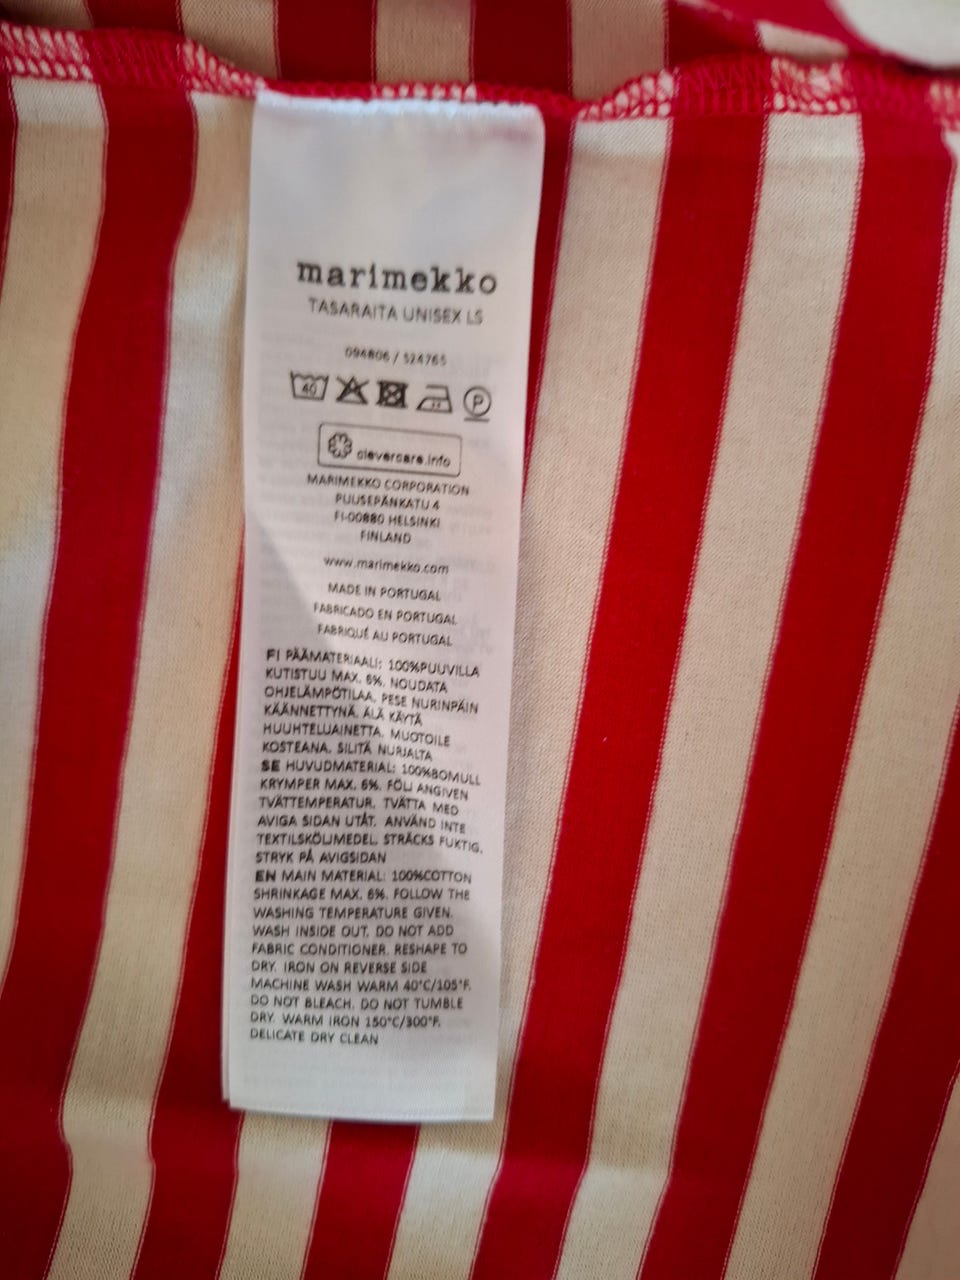 marimekko
TASARAITA UNISEX LS
094806 / 524765
40
P
clevercare.info
MARIMEKKO CORPORATION
PUUSEPÄNKATU 4
FI-00880 HELSINKI
FINLAND
www.marimekko.com
MADE IN PORTUGAL
FABRICADO EN PORTUGAL
FABRIQUÉ AU PORTUGAL
FI PÄÄMATERIAALI: 100%PUUVILLA
KUTISTUU MAX. 6%. NOUDATA
OHJELÄMPÖTILAA. PESE NURINPÄIN
KÄÄNNETTYNÄ. ÄLÄ KÄYTÄ
HUUHTELUAINETTA. MUOTOILE
KOSTEANA. SILITÄ NURJALTA
SE HUVUDMATERIAL: 100%BOMULL
KRYMPER MAX. 6%. FÖLJ ANGIVEN
TVÄTTEMPERATUR. TVÄTTA MED
AVIGA SIDAN UTÅT. ANVÄND INTE
TEXTILSKÖLJMEDEL. STRÄCKS FUKTIG.
STRYK PÅ AVIGSIDAN
EN MAIN MATERIAL: 100%COTTON
SHRINKAGE MAX. 6%. FOLLOW THE
WASHING TEMPERATURE GIVEN.
WASH INSIDE OUT. DO NOT ADD
FABRIC CONDITIONER. RESHAPE TO
DRY. IRON ON REVERSE SIDE
MACHINE WASH WARM 40°C/105°F.
DO NOT BLEACH. DO NOT TUMBLE
DRY. WARM IRON 150°C/300°F.
DELICATE DRY CLEAN